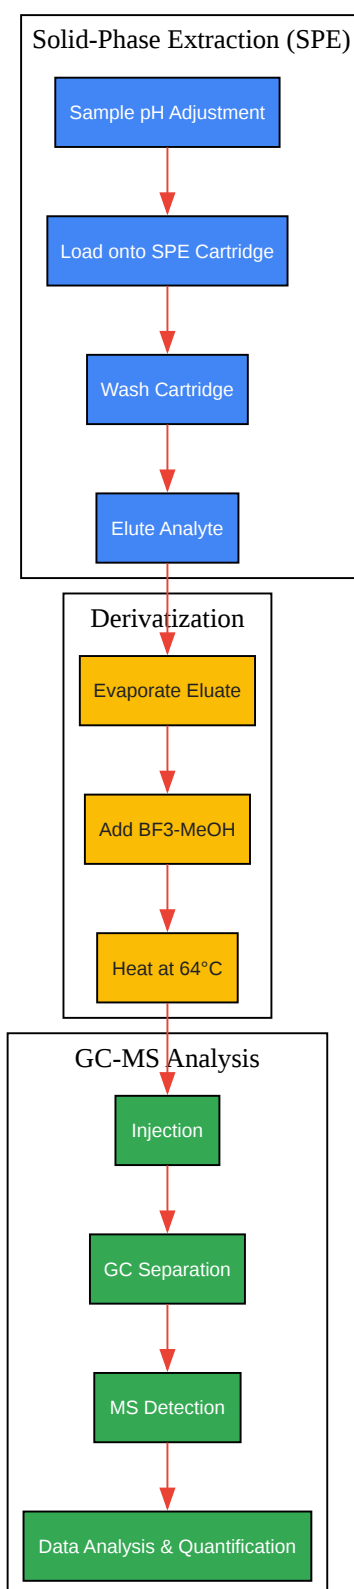 Solid-Phase Extraction (SPE)
Sample pH Adjustment
Load onto SPE Cartridge
Wash Cartridge
Elute Analyte
Derivatization
Evaporate Eluate
Add BF3-MeOH
Heat at 64°C
GC-MS Analysis
Injection
GC Separation
MS Detection
Data Analysis & Quantification